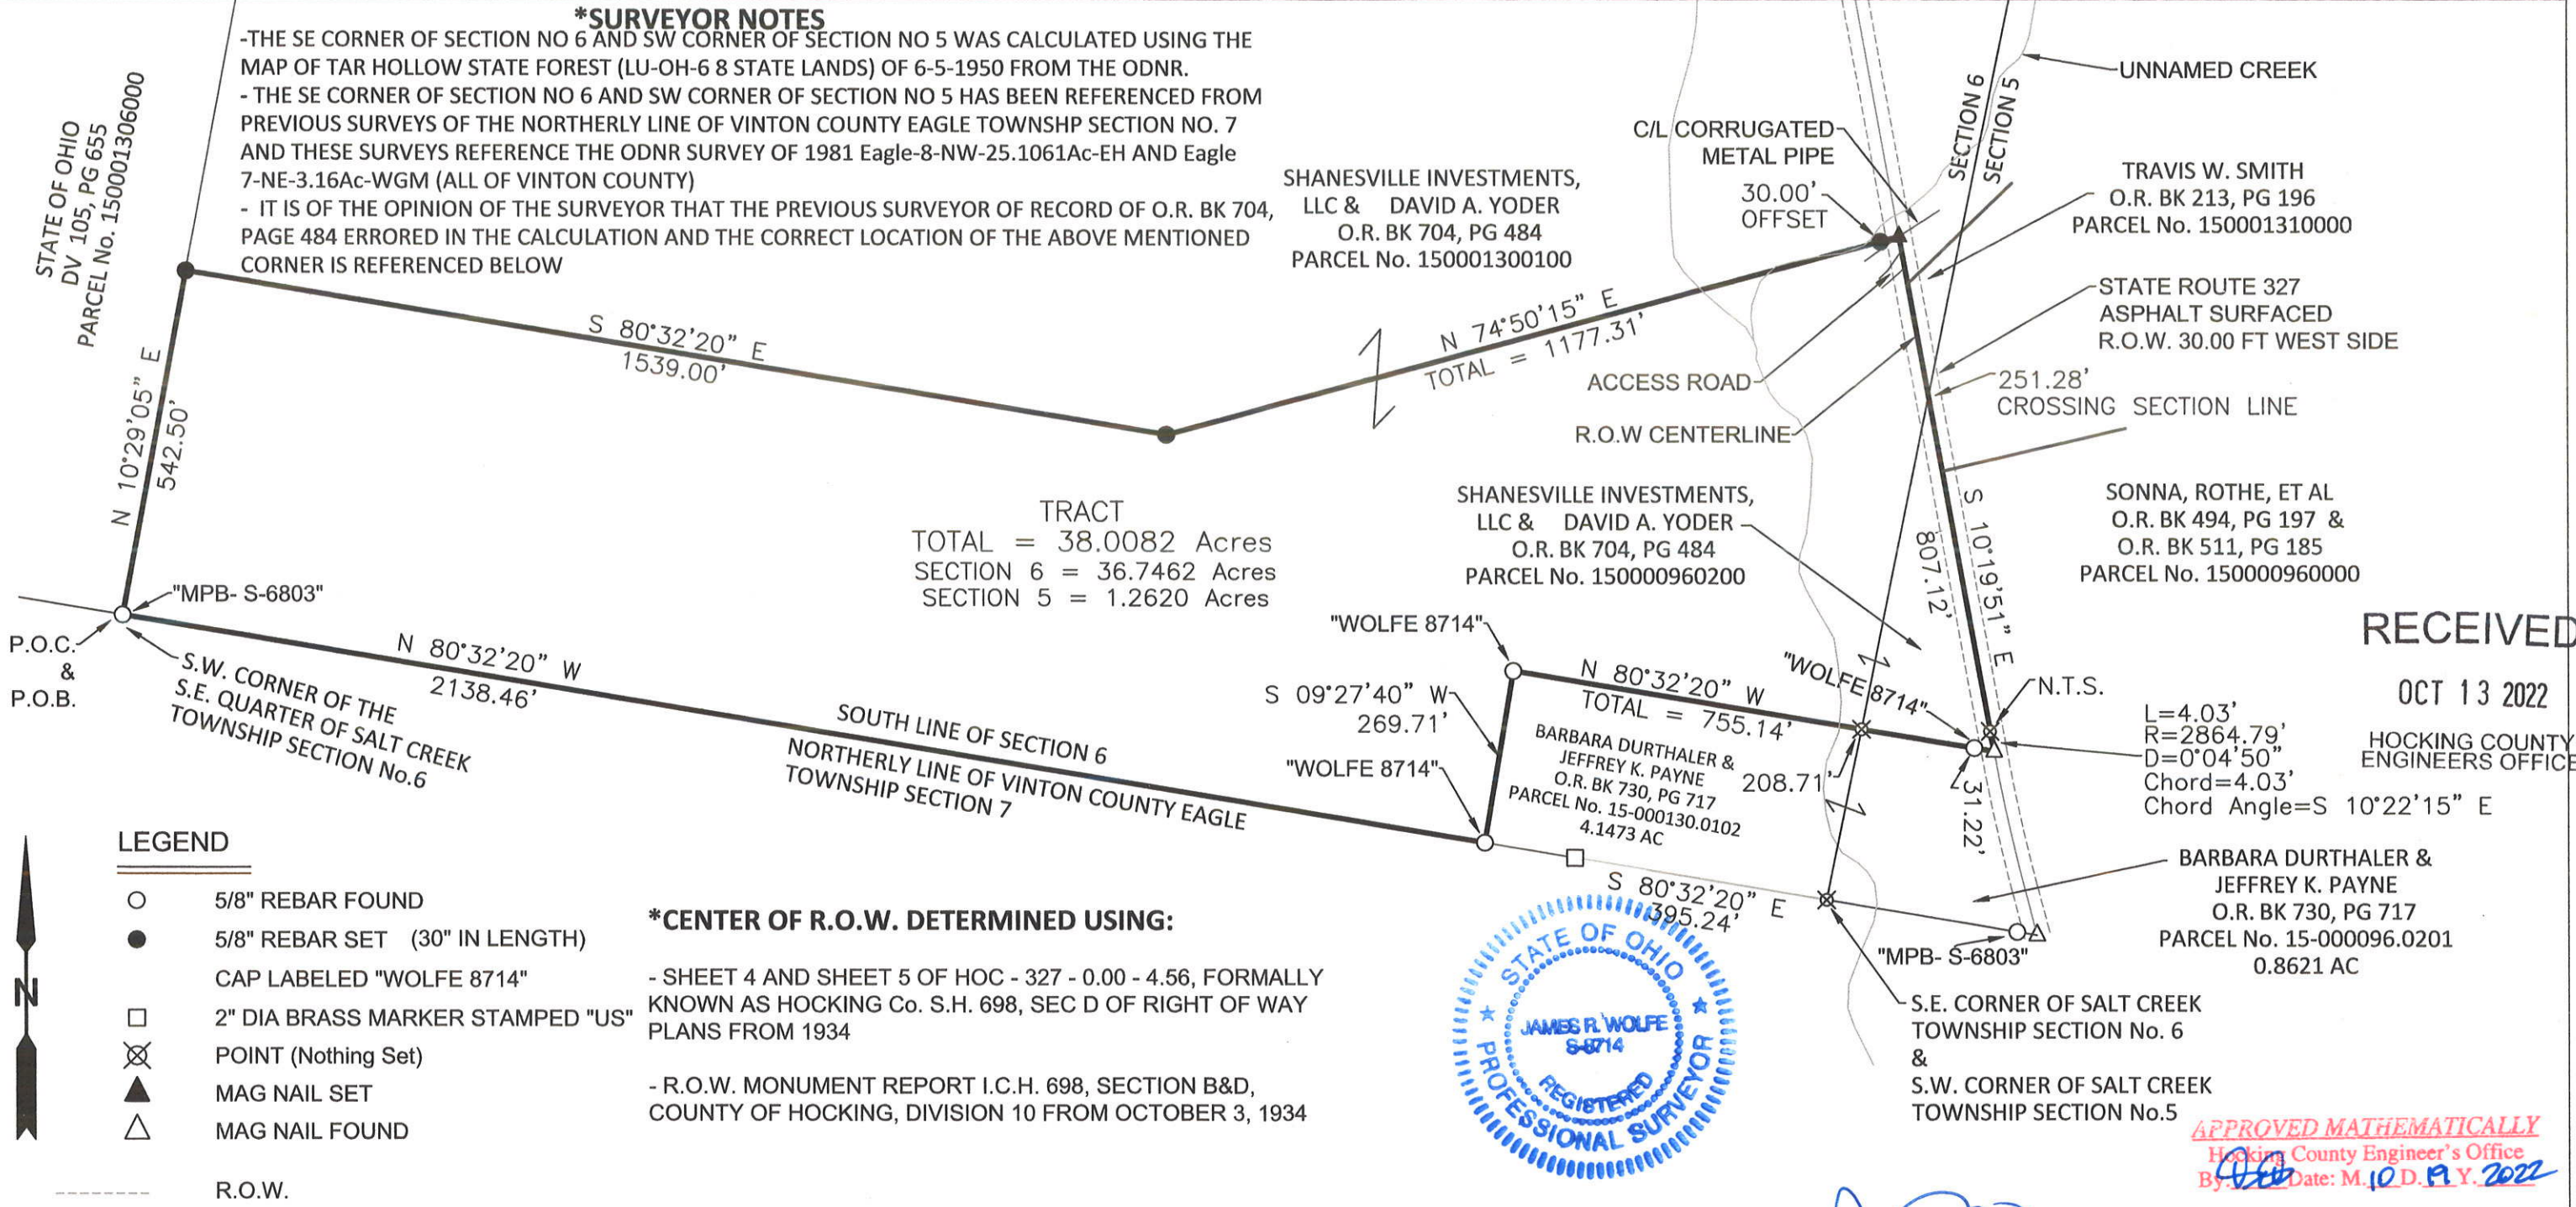 *SURVEYOR NOTES
-THE SE CORNER OF SECTION NO 6 AND SW CORNER OF SECTION NO 5 WAS CALCULATED USING THE
MAP OF TAR HOLLOW STATE FOREST (LU-OH-6 8 STATE LANDS) OF 6-5-1950 FROM THE ODNR.
- THE SE CORNER OF SECTION NO 6 AND SW CORNER OF SECTION NO 5 HAS BEEN REFERENCED FROM
PREVIOUS SURVEYS OF THE NORTHERLY LINE OF VINTON COUNTY EAGLE TOWNSHP SECTION NO. 7
AND THESE SURVEYS REFERENCE THE ODNR SURVEY OF 1981 Eagle-8-NW-25.1061Ac-EH AND Eagle
7-NE-3.16Ac-WGM (ALL OF VINTON COUNTY)
- IT IS OF THE OPINION OF THE SURVEYOR THAT THE PREVIOUS SURVEYOR OF RECORD OF O.R. BK 704,
PAGE 484 ERRORED IN THE CALCULATION AND THE CORRECT LOCATION OF THE ABOVE MENTIONED
CORNER IS REFERENCED BELOW
STATE OF OHIO
DV 105, PG 655
PARCEL No. 150001306000
UNNAMED CREEK
SECTION 6
SECTION 5
C/L CORRUGATED
METAL PIPE
30.00'
OFFSET
SHANESVILLE INVESTMENTS,
LLC & DAVID A. YODER
O.R. BK 704, PG 484
PARCEL No. 150001300100
TRAVIS W. SMITH
O.R. BK 213, PG 196
PARCEL No. 150001310000
STATE ROUTE 327
ASPHALT SURFACED
R.O.W. 30.00 FT WEST SIDE
S 80°32'20" E
1539.00'
N 74°50'15" E
TOTAL = 1177.31'
ACCESS ROAD
251.28'
CROSSING SECTION LINE
R.O.W CENTERLINE
N 10°29'05" E
542.50'
TRACT
TOTAL = 38.0082 Acres
SECTION 6 = 36.7462 Acres
SECTION 5 = 1.2620 Acres
SHANESVILLE INVESTMENTS,
LLC & DAVID A. YODER
O.R. BK 704, PG 484
PARCEL No. 150000960200
S 10°19'51" E
807.12'
SONNA, ROTHE, ET AL
O.R. BK 494, PG 197 &
O.R. BK 511, PG 185
PARCEL No. 150000960000
RECEIVED
OCT 13 2022
HOCKING COUNTY
ENGINEERS OFFICE
"MPB- S-6803"
P.O.C.
&
P.O.B.
S.W. CORNER OF THE
S.E. QUARTER OF SALT CREEK
TOWNSHIP SECTION No.6
N 80°32'20" W
2138.46'
SOUTH LINE OF SECTION 6
NORTHERLY LINE OF VINTON COUNTY EAGLE
TOWNSHIP SECTION 7
"WOLFE 8714"
S 09°27'40" W
269.71'
"WOLFE 8714"
N 80°32'20" W
TOTAL = 755.14'
"WOLFE 8714"
N.T.S.
BARBARA DURTHALER &
JEFFREY K. PAYNE
O.R. BK 730, PG 717
PARCEL No. 15-000130.0102
4.1473 AC
208.71'
L=4.03'
R=2864.79'
D=0°04'50"
Chord=4.03'
Chord Angle=S 10°22'15" E
31.22'
S 80°32'20" E
395.24'
BARBARA DURTHALER &
JEFFREY K. PAYNE
O.R. BK 730, PG 717
PARCEL No. 15-000096.0201
0.8621 AC
"MPB- S-6803"
S.E. CORNER OF SALT CREEK
TOWNSHIP SECTION No. 6
&
S.W. CORNER OF SALT CREEK
TOWNSHIP SECTION No.5
LEGEND
5/8" REBAR FOUND
5/8" REBAR SET (30" IN LENGTH)
CAP LABELED "WOLFE 8714"
2" DIA BRASS MARKER STAMPED "US"
POINT (Nothing Set)
MAG NAIL SET
MAG NAIL FOUND
R.O.W.
N
*CENTER OF R.O.W. DETERMINED USING:
- SHEET 4 AND SHEET 5 OF HOC - 327 - 0.00 - 4.56, FORMALLY
KNOWN AS HOCKING Co. S.H. 698, SEC D OF RIGHT OF WAY
PLANS FROM 1934
- R.O.W. MONUMENT REPORT I.C.H. 698, SECTION B&D,
COUNTY OF HOCKING, DIVISION 10 FROM OCTOBER 3, 1934
STATE OF OHIO
JAMES R. WOLFE
S-8714
REGISTERED
PROFESSIONAL SURVEYOR
APPROVED MATHEMATICALLY
Hocking County Engineer's Office
By: Date: M. 10 D. 19 Y. 2022